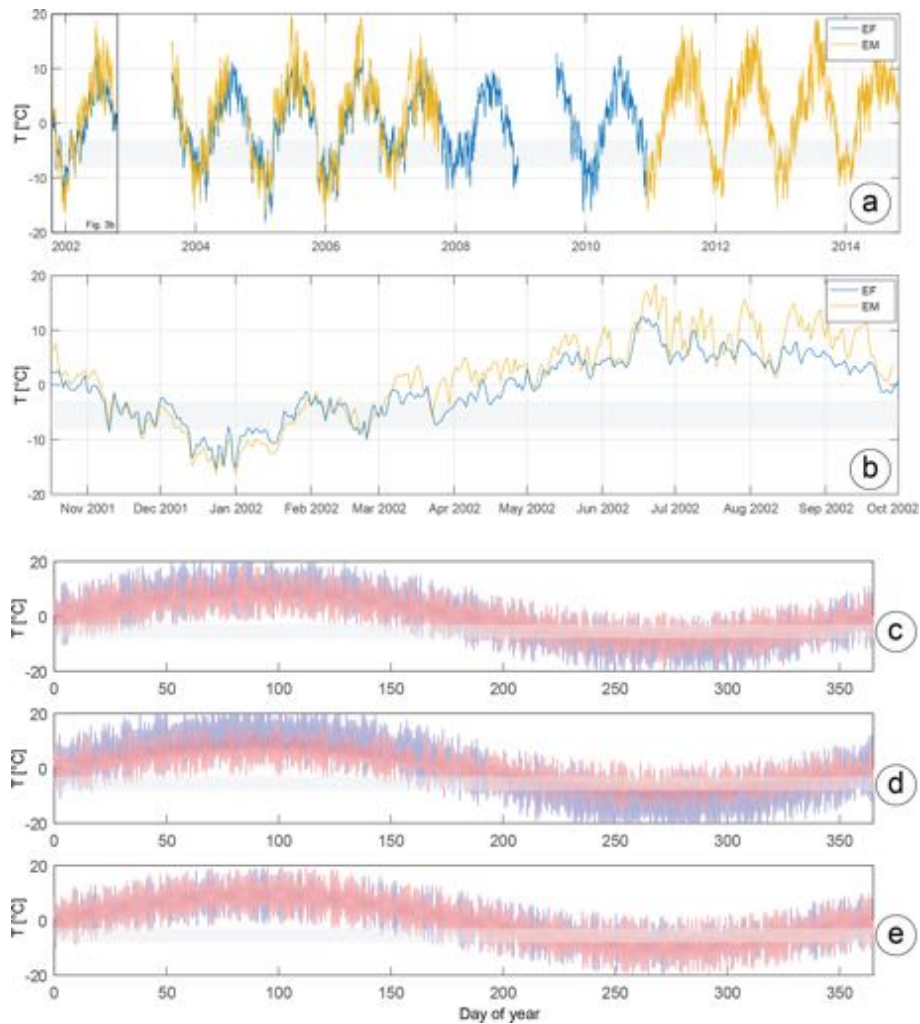 20
10
0
-10
-20
T [°C]
EF
EM
Fig. 3b
a
2002 2004 2006 2008 2010 2012 2014
20
10
0
-10
-20
T [°C]
EF
EM
b
Nov 2001 Dec 2001 Jan 2002 Feb 2002 Mar 2002 Apr 2002 May 2002 Jun 2002 Jul 2002 Aug 2002 Sep 2002 Oct 2002
20
0
-20
T [°C]
c
0 50 100 150 200 250 300 350
20
0
-20
T [°C]
d
0 50 100 150 200 250 300 350
20
0
-20
T [°C]
e
0 50 100 150 200 250 300 350
Day of year